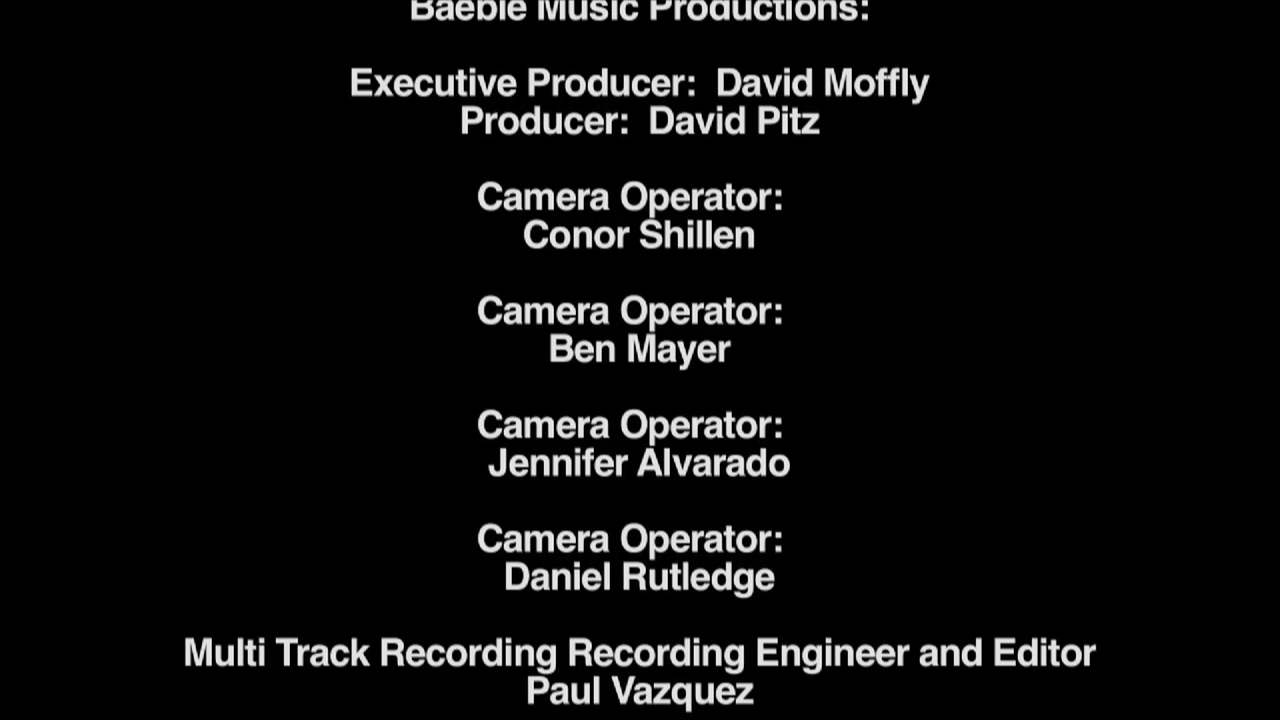 Baeble Music Productions:
Executive Producer:  David Moffly
Producer:  David Pitz
Camera Operator:
Conor Shillen
Camera Operator:
Ben Mayer
Camera Operator:
Jennifer Alvarado
Camera Operator:
Daniel Rutledge
Multi Track Recording Recording Engineer and Editor
Paul Vazquez